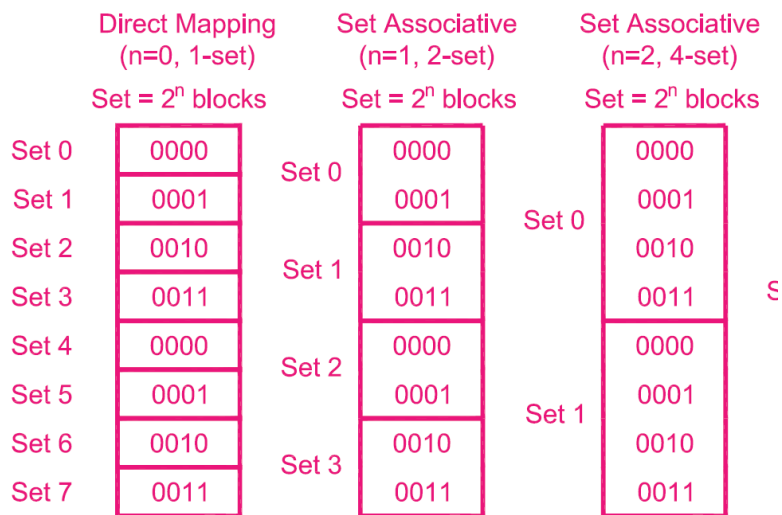 Direct Mapping
(n=0, 1-set)
Set = 2ⁿ blocks
Set 0 0000
Set 1 0001
Set 2 0010
Set 3 0011
Set 4 0000
Set 5 0001
Set 6 0010
Set 7 0011
Set Associative
(n=1, 2-set)
Set = 2ⁿ blocks
Set 0
0000
0001
Set 1
0010
0011
Set 2
0000
0001
Set 3
0010
0011
Set Associative
(n=2, 4-set)
Set = 2ⁿ blocks
Set 0
0000
0001
0010
0011
Set 1
0000
0001
0010
0011